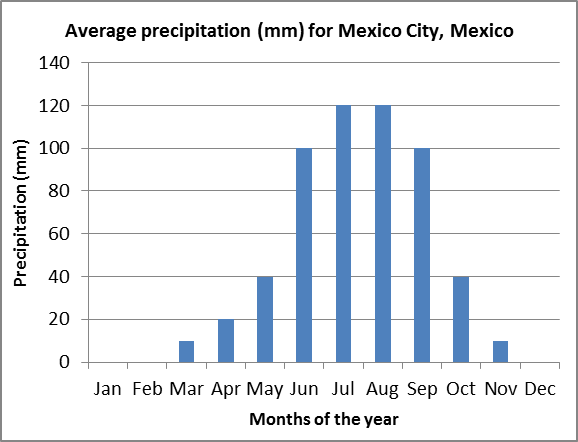 Average precipitation (mm) for Mexico City, Mexico
140
120
100
80
60
40
20
0
Precipitation (mm)
Jan Feb Mar Apr May Jun Jul Aug Sep Oct Nov Dec
Months of the year